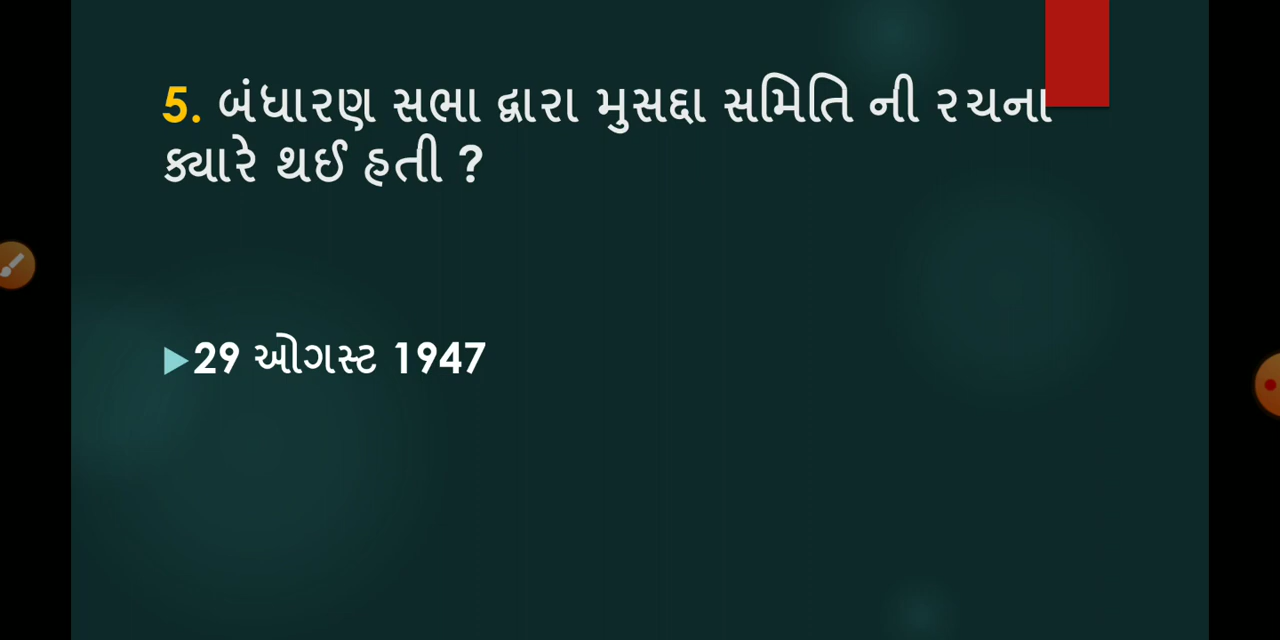 5. બંધારણ સભા દ્વારા મુસદ્દા સમિતિ ની રચના
ક્યારે થઈ હતી ?
29 ઓગસ્ટ 1947